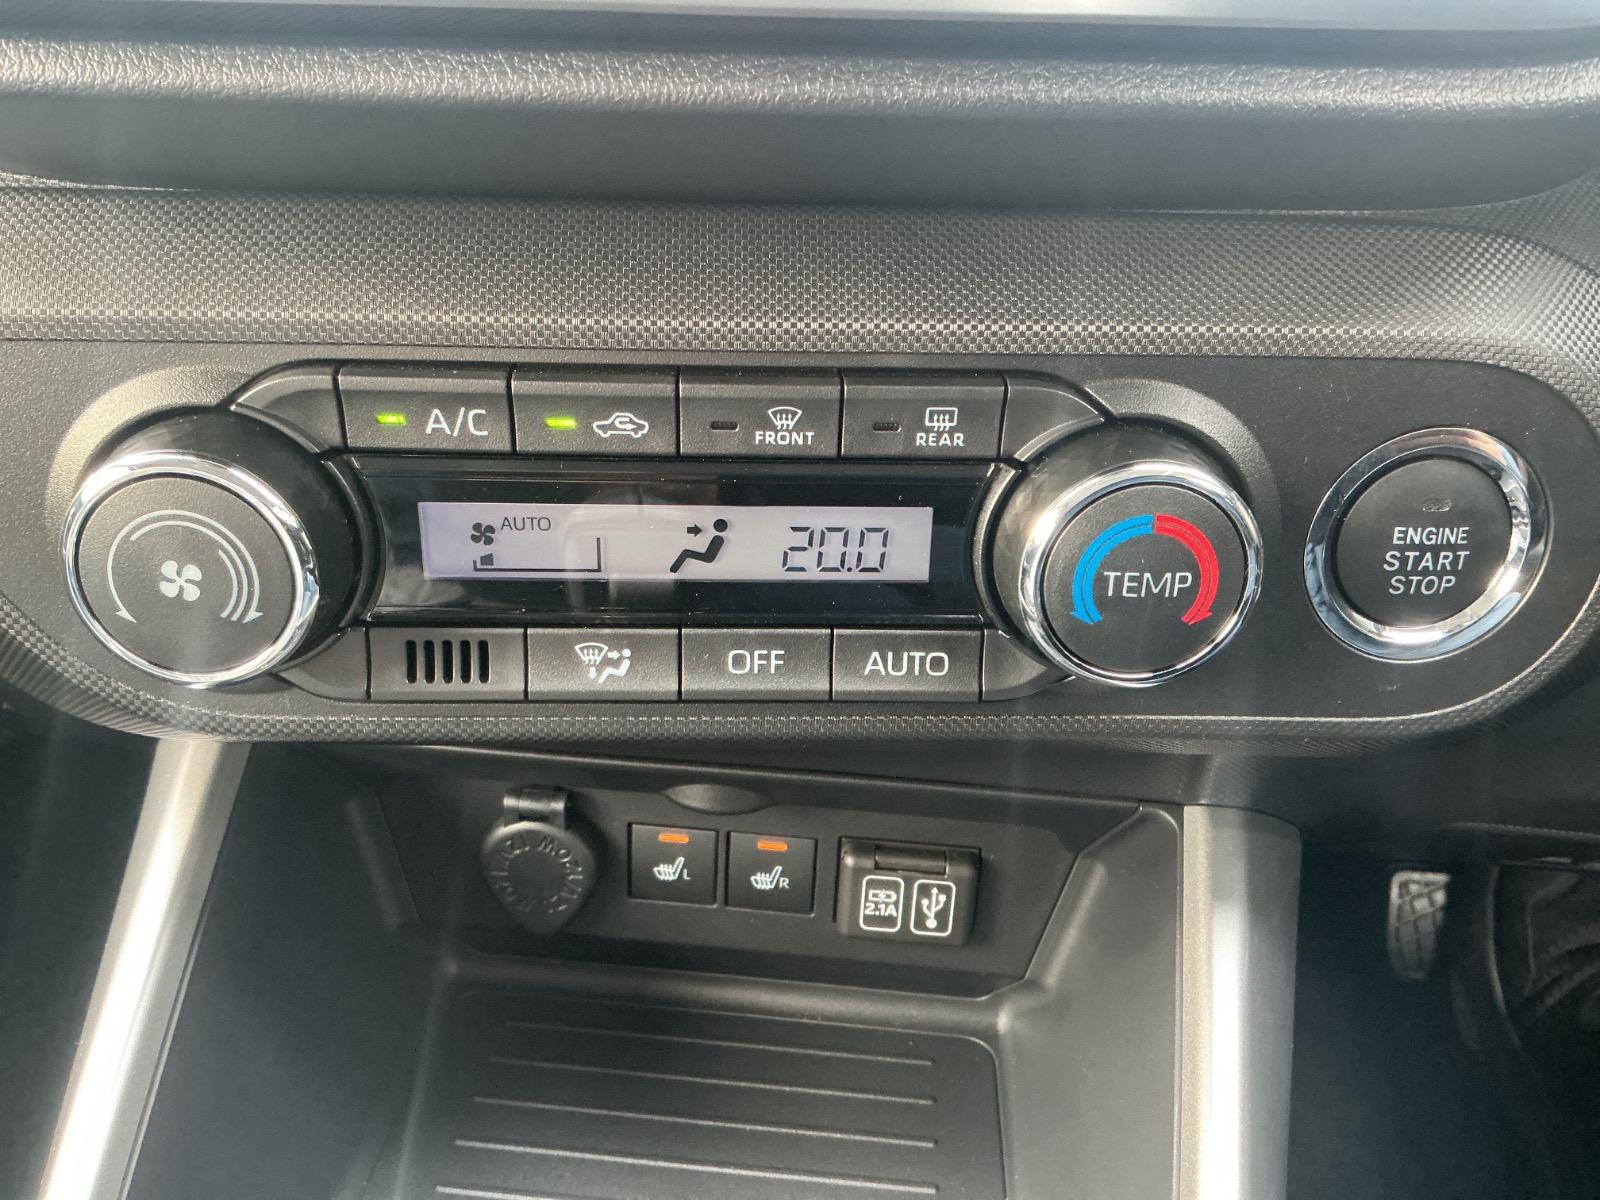 A/C
FRONT
REAR
AUTO
20.0
TEMP
ENGINE
START
STOP
OFF
AUTO
L
R
2.1A